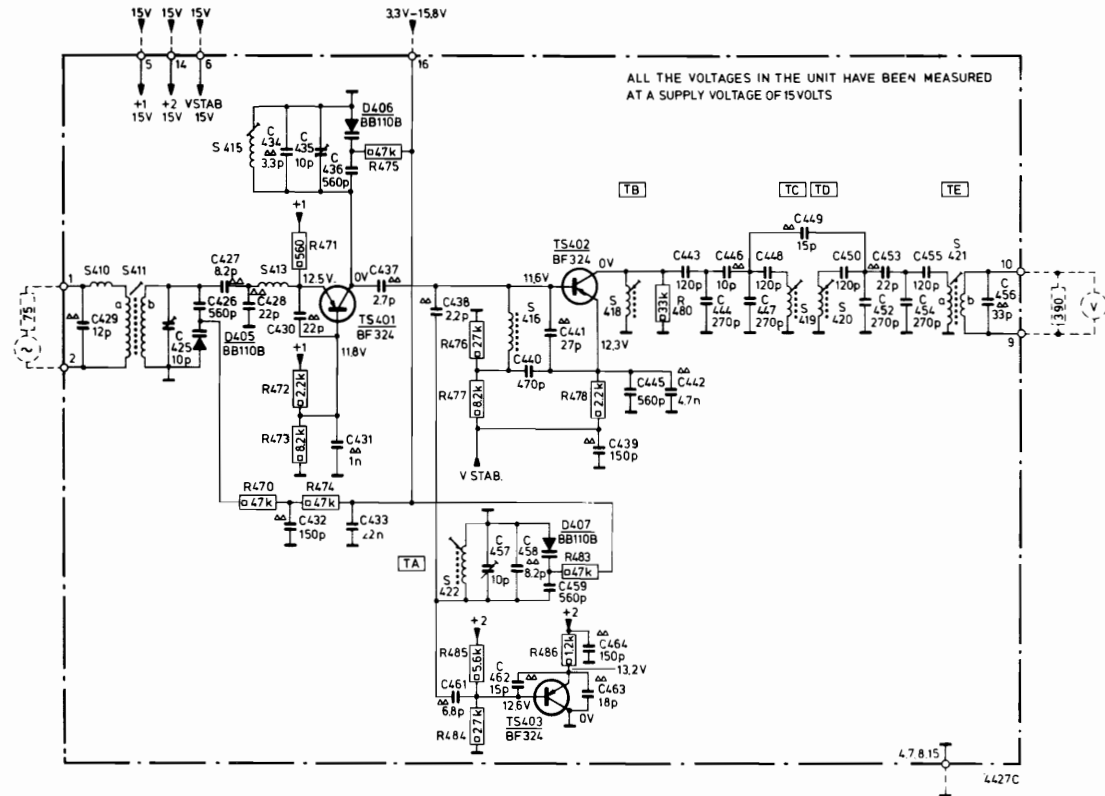 15V 15V 15V 3,3V-15,8V
5 14 6 16
+1 +2 VSTAB
15V 15V 15V
ALL THE VOLTAGES IN THE UNIT HAVE BEEN MEASURED
AT A SUPPLY VOLTAGE OF 15 VOLTS
D406
BB110B
S 415
C 434 3.3p
C 435 10p
C 436 560p
47k
R475
+1
560
R471
TB
TC
TD
TE
C449
15p
TS402
BF 324
0V
11,6V
12,3V
1
S410
S411
a b
C427
8.2p
S413
C426
560p
C428
22p
C430
22p
12.5V
0V
C437
2.7p
TS401
BF 324
11,8V
75
2
C429
12p
C 425
10p
D405
BB110B
C438
2,2p
R476
27k
S 416
C441
27p
C440
470p
S 418
33k
R 480
C443
120p
C446
10p
C448
120p
C 444
270p
C 447
270p
S 419
S 420
C450
120p
C453
22p
C455
120p
C 452
270p
C 454
270p
S 421
a b
10
C 456
33p
390
V
9
+1
R472
2.2k
R473
8,2k
C431
1n
R477
8,2k
R478
2.2k
C445
560p
C442
4.7n
C439
150p
V STAB.
R470
47k
R474
47k
C432
150p
C433
22n
TA
S 422
C 457
10p
C 458
8.2p
D407
BB110B
R483
47k
C459
560p
+2
R485
5.6k
+2
R486
1.2k
C464
150p
13,2V
C 462
15p
C463
18p
C461
6,8p
12.6V
TS403
BF 324
0V
R484
27k
4.7.8.15
4427C